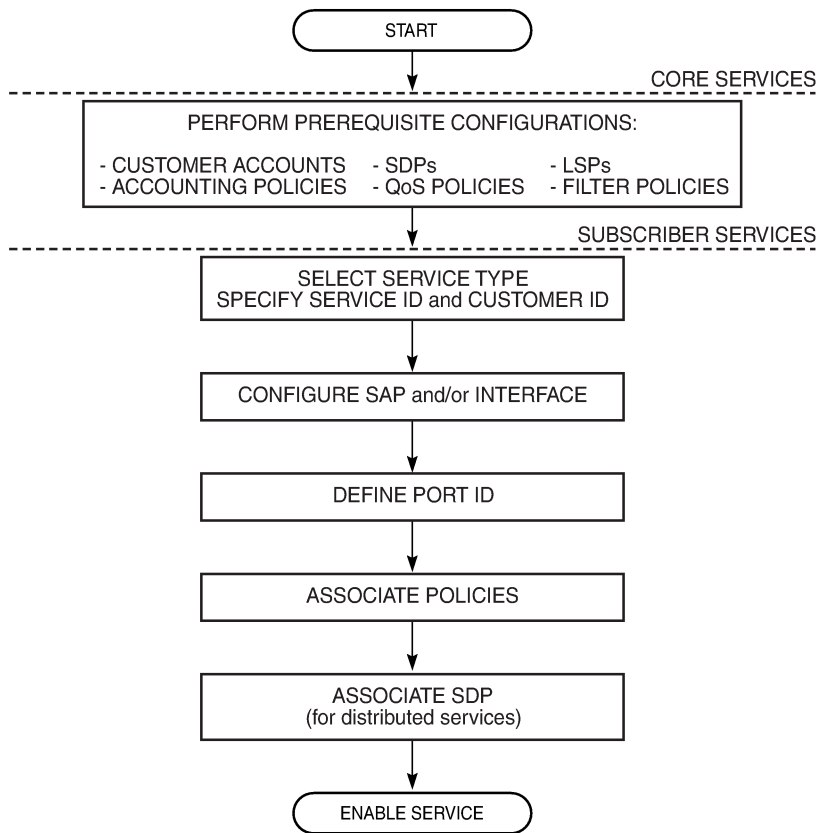 START
CORE SERVICES
PERFORM PREREQUISITE CONFIGURATIONS:
- CUSTOMER ACCOUNTS - SDPs - LSPs
- ACCOUNTING POLICIES - QoS POLICIES - FILTER POLICIES
SUBSCRIBER SERVICES
SELECT SERVICE TYPE
SPECIFY SERVICE ID and CUSTOMER ID
CONFIGURE SAP and/or INTERFACE
DEFINE PORT ID
ASSOCIATE POLICIES
ASSOCIATE SDP
(for distributed services)
ENABLE SERVICE